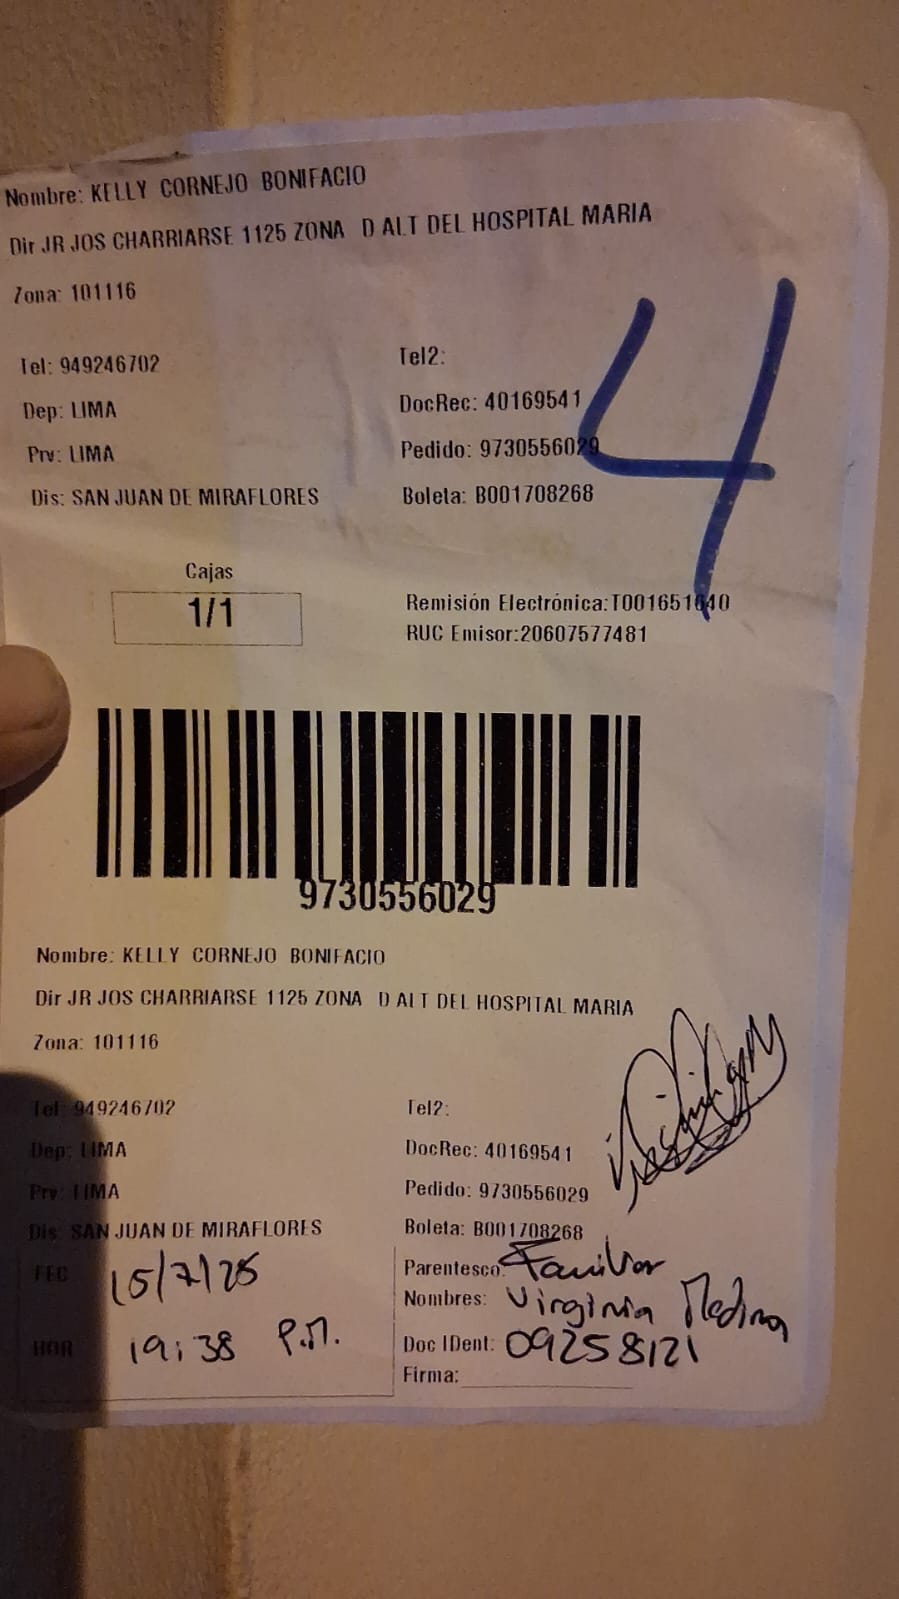 Nombre: KELLY CORNEJO BONIFACIO
Dir JR JOS CHARRIARSE 1125 ZONA D ALT DEL HOSPITAL MARIA
Zona: 101116
4
Tel: 949246702 Tel2:
Dep: LIMA DocRec: 40169541
Prv: LIMA Pedido: 9730556029
Dis: SAN JUAN DE MIRAFLORES Boleta: B001708268
Cajas
1/1
Remisión Electrónica:T001651640
RUC Emisor:20607577481
9730556029
Nombre: KELLY CORNEJO BONIFACIO
Dir JR JOS CHARRIARSE 1125 ZONA D ALT DEL HOSPITAL MARIA
Zona: 101116
Tel: 949246702 Tel2:
Dep: LIMA DocRec: 40169541
Prv: LIMA Pedido: 9730556029
Dis: SAN JUAN DE MIRAFLORES Boleta: B001708268
FEC 15/7/25 Parentesco: Familiar
Nombres: Virginia Medina
HOR 19:38 P.M. Doc IDent: 09258121
Firma: